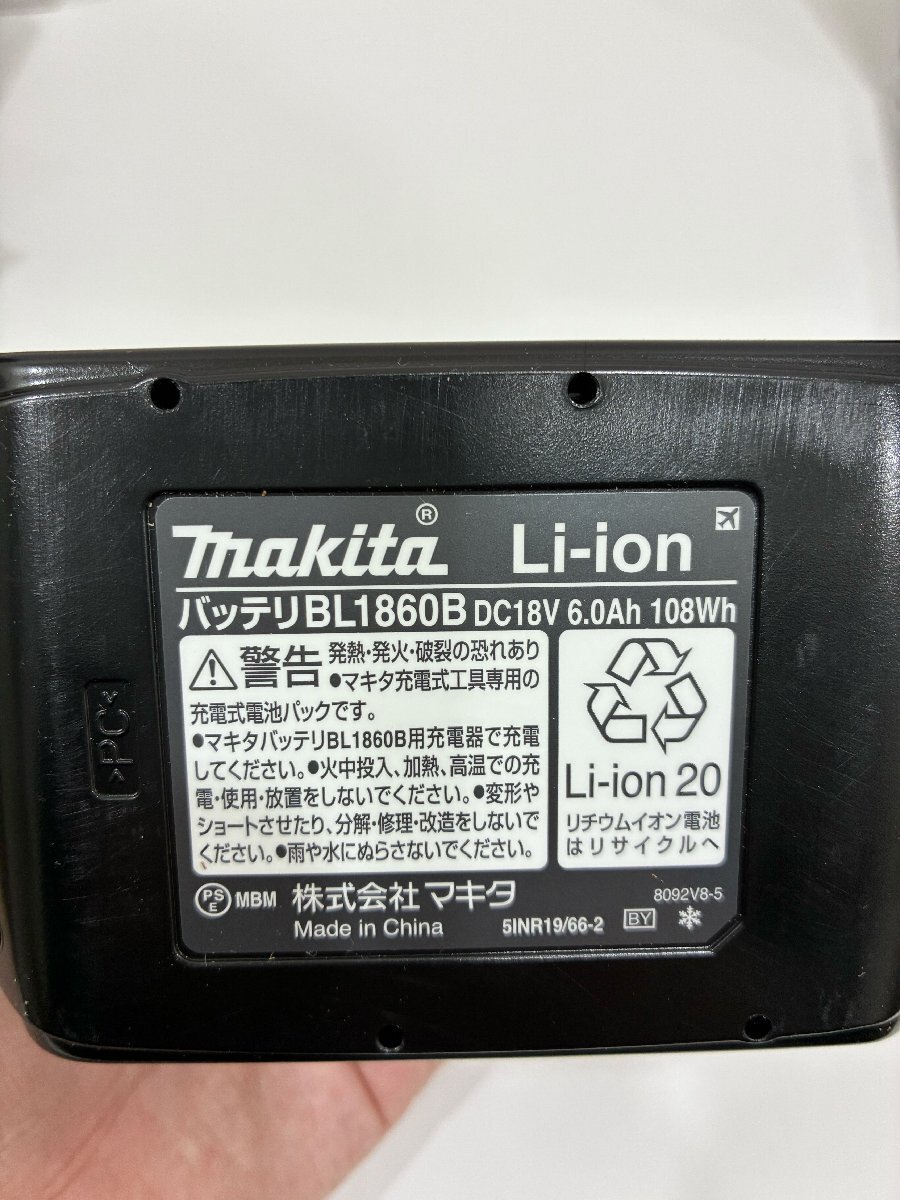 makita®
Li-ion
バッテリBL1860B DC18V 6.0Ah 108Wh
警告 発熱・発火・破裂の恐れあり
●マキタ充電式工具専用の
充電式電池パックです。
●マキタバッテリBL1860B用充電器で充電
してください。●火中投入、加熱、高温での充
電・使用・放置をしないでください。●変形や
ショートさせたり、分解・修理・改造をしないで
ください。●雨や水にぬらさないでください。
Li-ion 20
リチウムイオン電池
はリサイクルへ
PSE MBM 株式会社 マキタ
8092V8-5
Made in China
5INR19/66-2
BY
>PC<